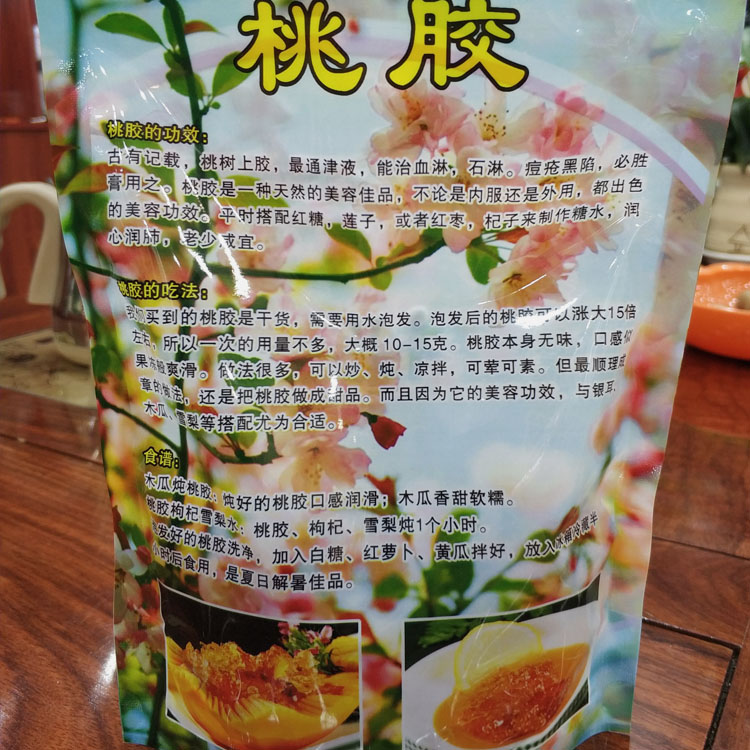 桃胶
桃胶的功效：
古有记载，桃树上胶，最通津液，能治血淋，石淋。痘疮黑陷，必胜
膏用之。桃胶是一种天然的美容佳品，不论是内服还是外用，都出色
的美容功效。平时搭配红糖，莲子，或者红枣，杞子来制作糖水，润
心润肺，老少咸宜。
桃胶的吃法：
我们买到的桃胶是干货，需要用水泡发。泡发后的桃胶可以涨大15倍
左右，所以一次的用量不多，大概10-15克。桃胶本身无味，口感似
果冻般爽滑。做法很多，可以炒、炖、凉拌，可荤可素。但最顺理成
章的做法，还是把桃胶做成甜品。而且因为它的美容功效，与银耳、
木瓜、雪梨等搭配尤为合适。
食谱：
木瓜炖桃胶：炖好的桃胶口感润滑；木瓜香甜软糯。
桃胶枸杞雪梨水：桃胶、枸杞、雪梨炖1个小时。
发好的桃胶洗净，加入白糖、红萝卜、黄瓜拌好，放入冰箱冷藏半
小时后食用，是夏日解暑佳品。